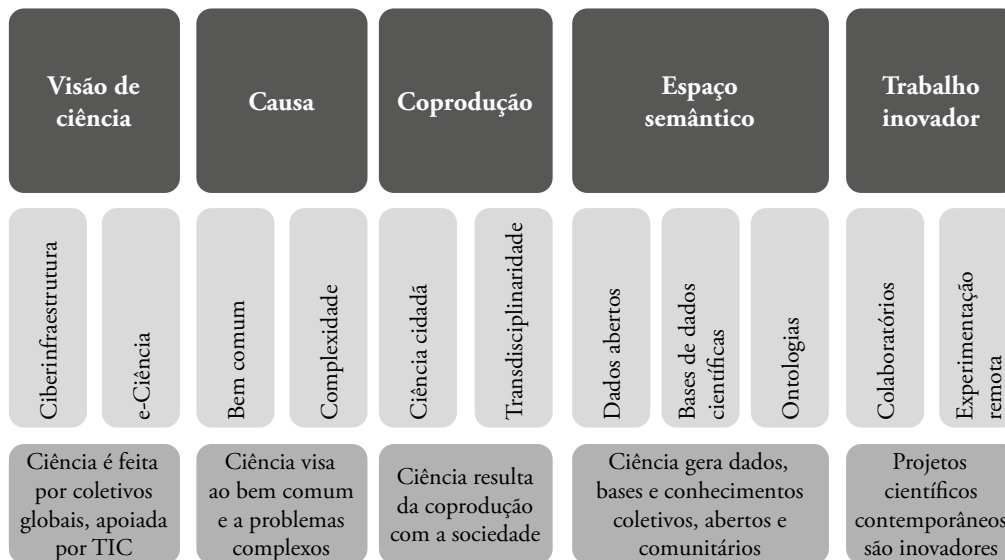 Visão de
ciência
Causa
Coprodução
Espaço
semântico
Trabalho
inovador
Ciberinfraestrutura
e-Ciência
Bem comum
Complexidade
Ciência cidadã
Transdisciplinaridade
Dados abertos
Bases de dados
científicas
Ontologias
Colaboratórios
Experimentação
remota
Ciência é feita
por coletivos
globais, apoiada
por TIC
Ciência visa
ao bem comum
e a problemas
complexos
Ciência resulta
da coprodução
com a sociedade
Ciência gera dados,
bases e conhecimentos
coletivos, abertos e
comunitários
Projetos
científicos
contemporâneos
são inovadores